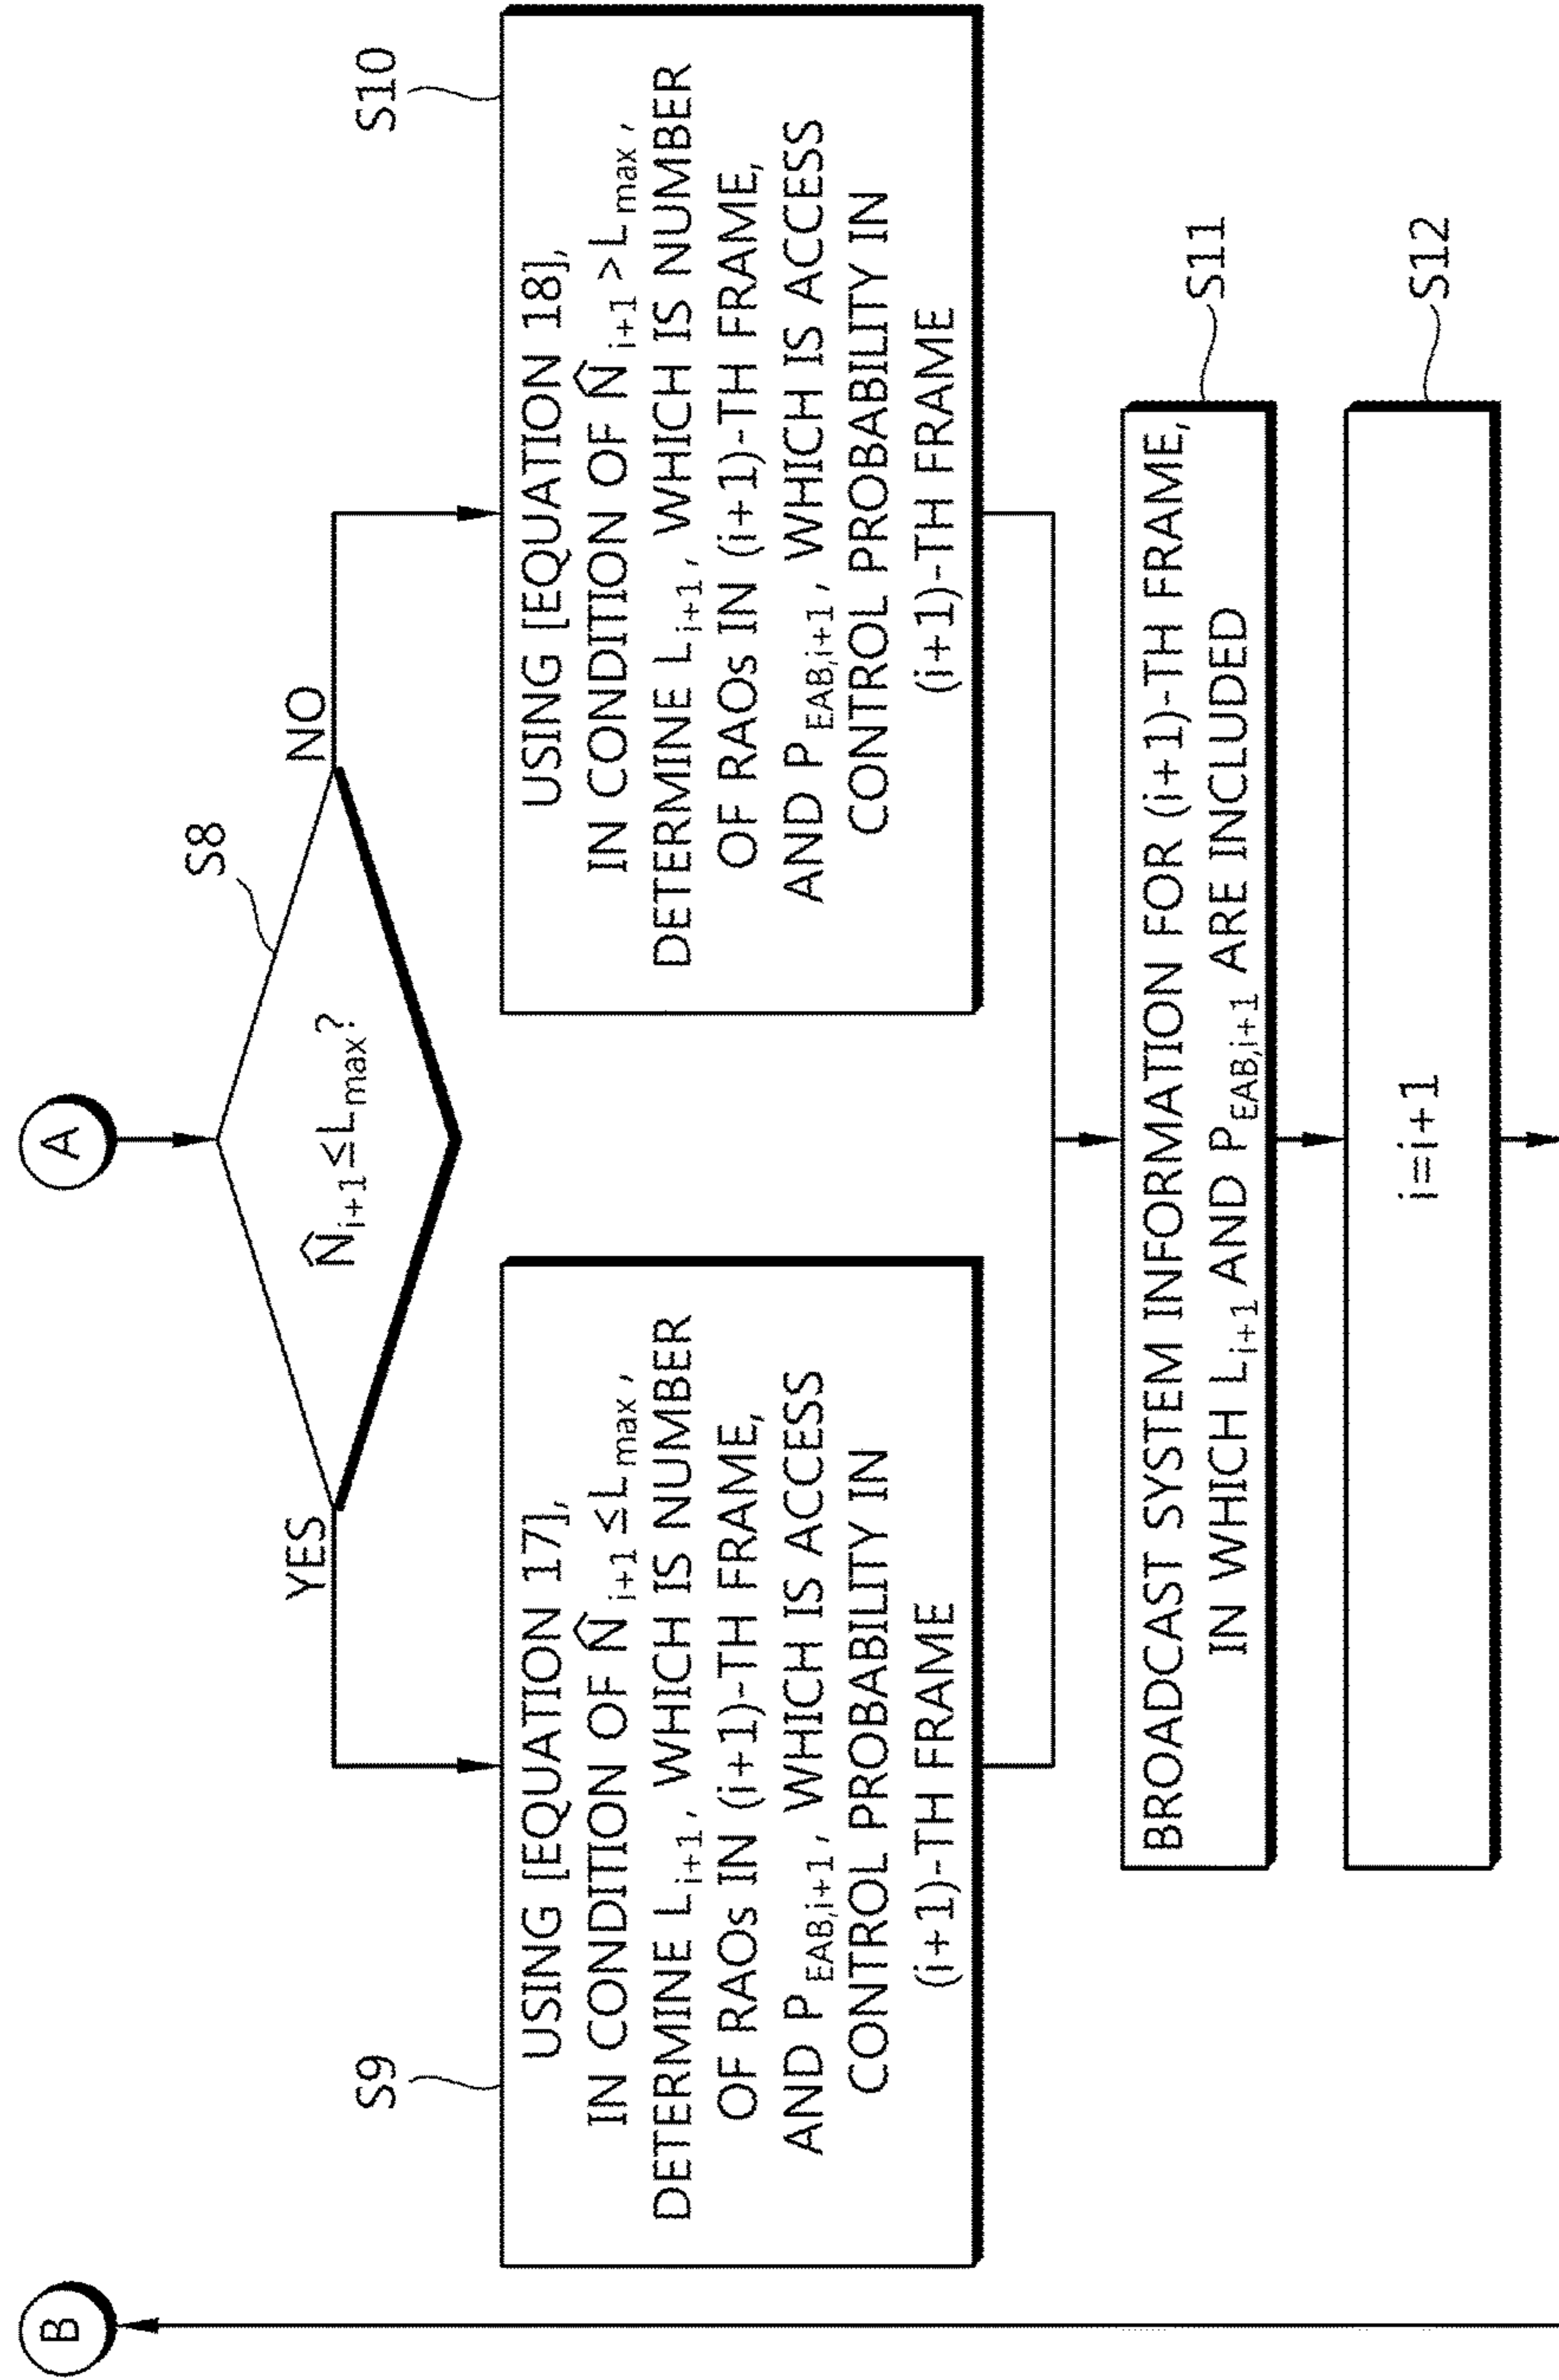 B
A
S8
N̂i+1≤Lmax?
YES
NO
S9
USING [EQUATION 17],
IN CONDITION OF N̂i+1 ≤Lmax,
DETERMINE Li+1, WHICH IS NUMBER
OF RAOs IN (i+1)-TH FRAME,
AND PEAB,i+1, WHICH IS ACCESS
CONTROL PROBABILITY IN
(i+1)-TH FRAME
S10
USING [EQUATION 18],
IN CONDITION OF N̂i+1 >Lmax,
DETERMINE Li+1, WHICH IS NUMBER
OF RAOs IN (i+1)-TH FRAME,
AND PEAB,i+1, WHICH IS ACCESS
CONTROL PROBABILITY IN
(i+1)-TH FRAME
S11
BROADCAST SYSTEM INFORMATION FOR (i+1)-TH FRAME,
IN WHICH Li+1 AND PEAB,i+1 ARE INCLUDED
S12
i=i+1